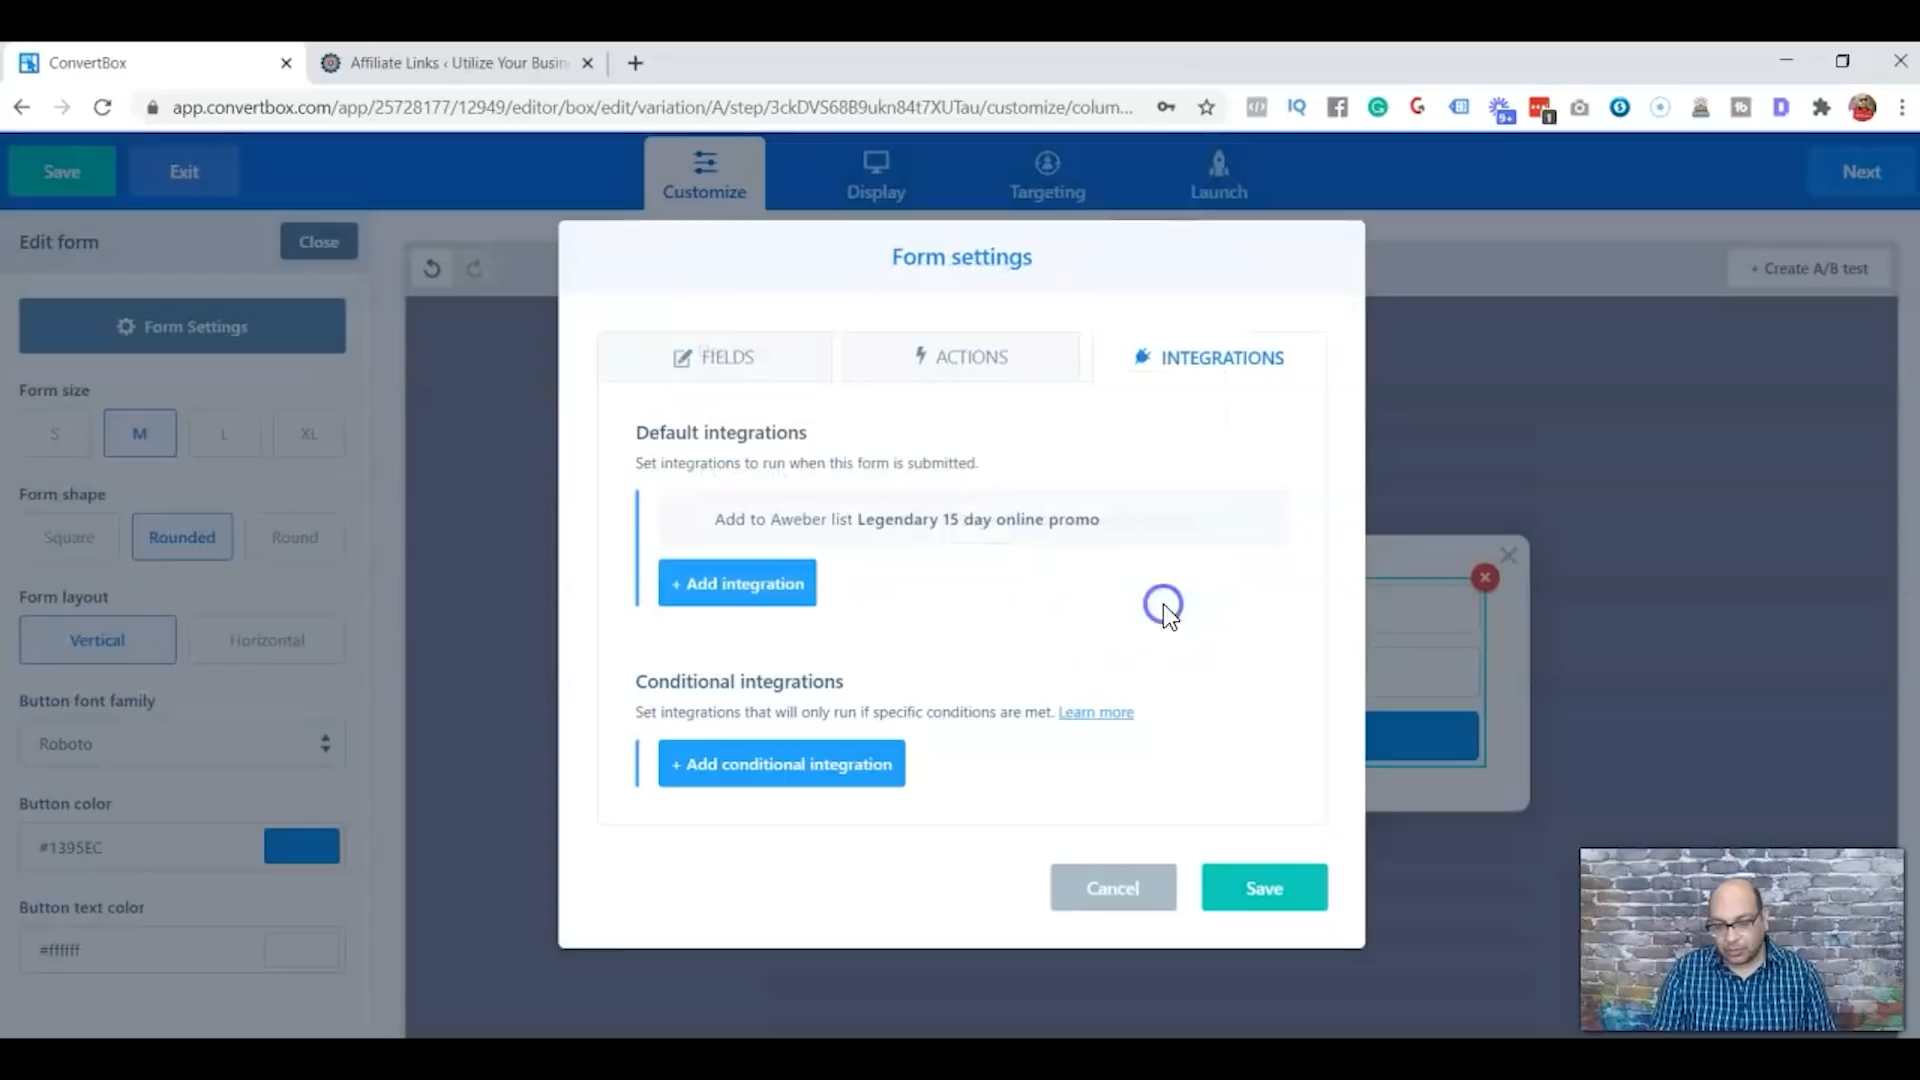 ConvertBox
Affiliate Links ‹ Utilize Your Busin
app.convertbox.com/app/25728177/12949/editor/box/edit/variation/A/step/3ckDVS68B9ukn84t7XUTau/customize/colum...
IQ
9+
1
Save
Exit
Customize
Display
Targeting
Launch
Next
Edit form
Close
+ Create A/B test
Form Settings
Form size
S
M
L
XL
Form shape
Square
Rounded
Round
Form layout
Vertical
Horizontal
Button font family
Roboto
Button color
#1395EC
Button text color
#ffffff
Form settings
FIELDS
ACTIONS
INTEGRATIONS
Default integrations
Set integrations to run when this form is submitted.
Add to Aweber list Legendary 15 day online promo
+ Add integration
Conditional integrations
Set integrations that will only run if specific conditions are met. Learn more
+ Add conditional integration
Cancel
Save